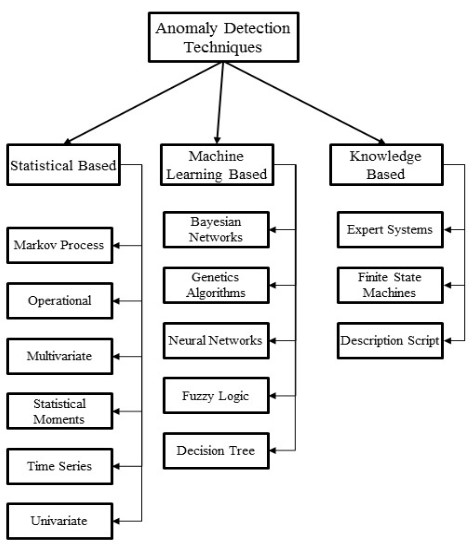 Anomaly Detection
Techniques
Statistical Based
Machine
Learning Based
Knowledge
Based
Markov Process
Operational
Multivariate
Statistical
Moments
Time Series
Univariate
Bayesian
Networks
Genetics
Algorithms
Neural Networks
Fuzzy Logic
Decision Tree
Expert Systems
Finite State
Machines
Description Script